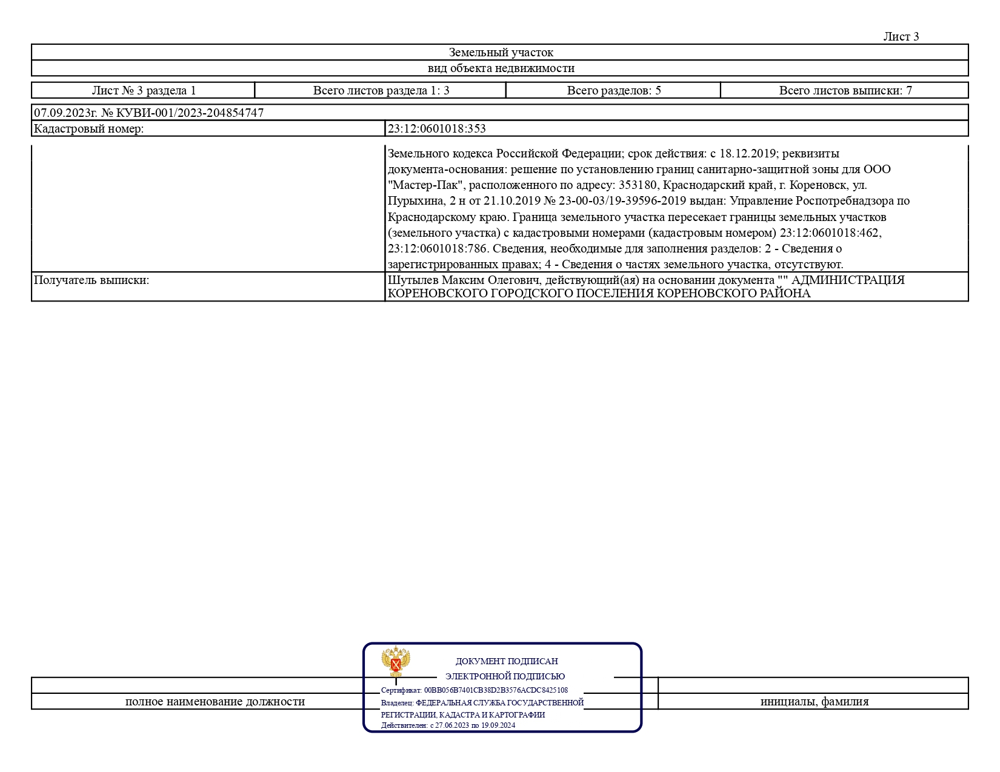 Лист 3
Земельный участок
вид объекта недвижимости
Лист № 3 раздела 1 Всего листов раздела 1: 3 Всего разделов: 5 Всего листов выписки: 7
07.09.2023г. № КУВИ-001/2023-204854747
Кадастровый номер: 23:12:0601018:353
Земельного кодекса Российской Федерации; срок действия: с 18.12.2019; реквизиты
документа-основания: решение по установлению границ санитарно-защитной зоны для ООО
"Мастер-Пак", расположенного по адресу: 353180, Краснодарский край, г. Кореновск, ул.
Пурыхина, 2 н от 21.10.2019 № 23-00-03/19-39596-2019 выдан: Управление Роспотребнадзора по
Краснодарскому краю. Граница земельного участка пересекает границы земельных участков
(земельного участка) с кадастровыми номерами (кадастровым номером) 23:12:0601018:462,
23:12:0601018:786. Сведения, необходимые для заполнения разделов: 2 - Сведения о
зарегистрированных правах; 4 - Сведения о частях земельного участка, отсутствуют.
Получатель выписки: Шутылев Максим Олегович, действующий(ая) на основании документа "" АДМИНИСТРАЦИЯ
КОРЕНОВСКОГО ГОРОДСКОГО ПОСЕЛЕНИЯ КОРЕНОВСКОГО РАЙОНА
ДОКУМЕНТ ПОДПИСАН
ЭЛЕКТРОННОЙ ПОДПИСЬЮ
Сертификат: 00BB056B7401CB38D2B3576ACDC8425108
полное наименование должности Владелец: ФЕДЕРАЛЬНАЯ СЛУЖБА ГОСУДАРСТВЕННОЙ инициалы, фамилия
РЕГИСТРАЦИИ, КАДАСТРА И КАРТОГРАФИИ
Действителен: с 27.06.2023 по 19.09.2024